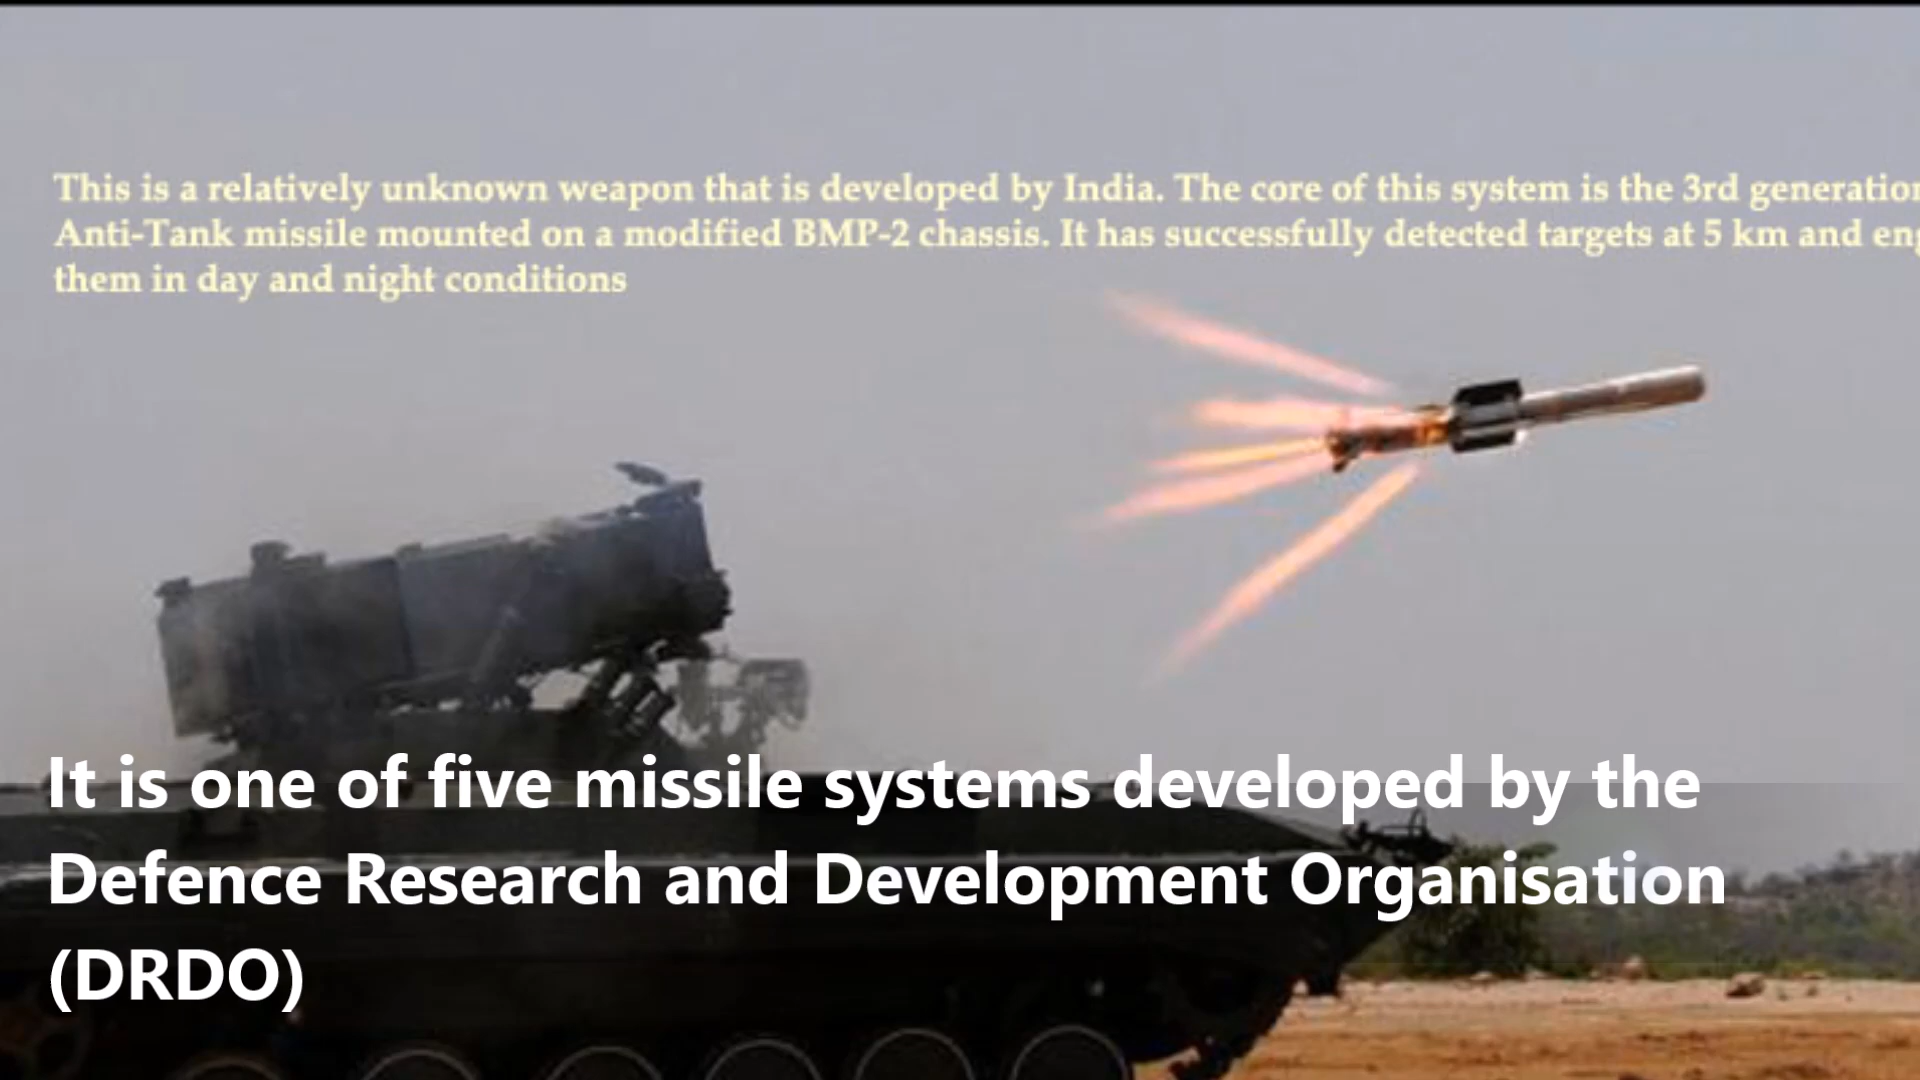 This is a relatively unknown weapon that is developed by India. The core of this system is the 3rd generation
Anti-Tank missile mounted on a modified BMP-2 chassis. It has successfully detected targets at 5 km and
them in day and night conditions
It is one of five missile systems developed by the
Defence Research and Development Organisation
(DRDO)